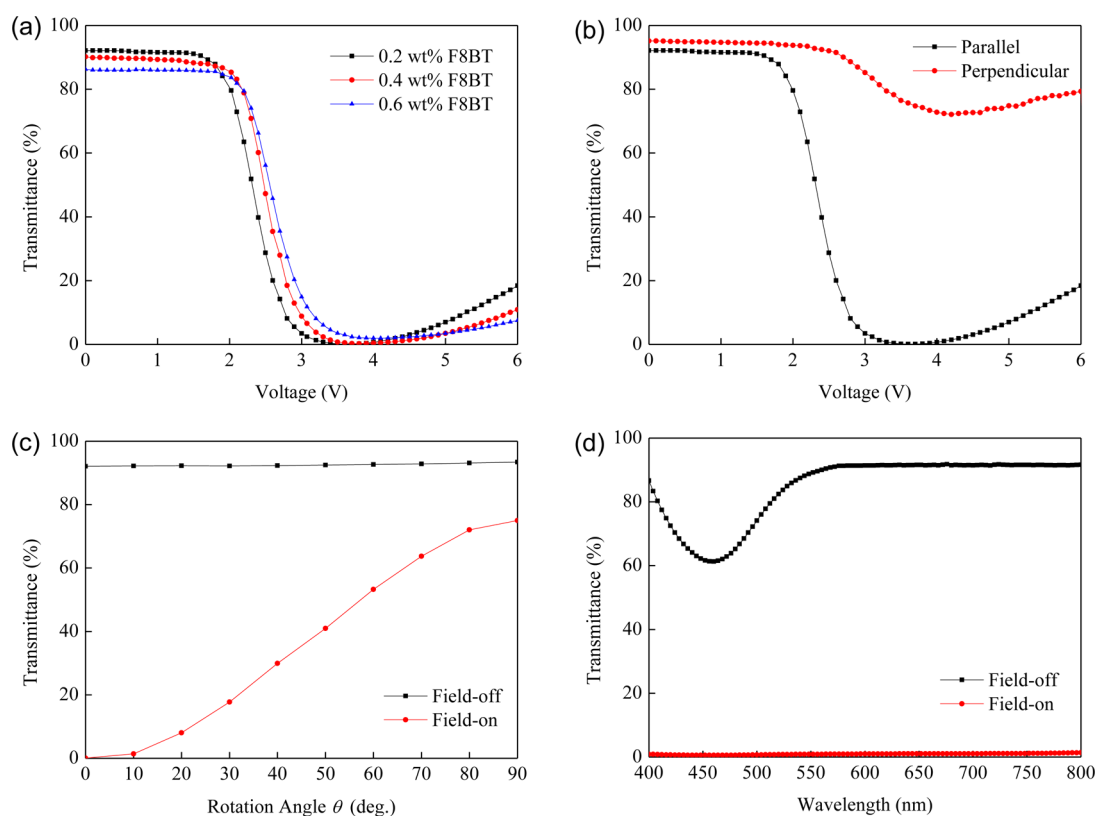 (a)
100
80
60
40
20
0
Transmittance (%)
0 1 2 3 4 5 6
Voltage (V)
0.2 wt% F8BT
0.4 wt% F8BT
0.6 wt% F8BT
(b)
100
80
60
40
20
0
Transmittance (%)
0 1 2 3 4 5 6
Voltage (V)
Parallel
Perpendicular
(c)
100
80
60
40
20
0
Transmittance (%)
0 10 20 30 40 50 60 70 80 90
Rotation Angle θ (deg.)
Field-off
Field-on
(d)
100
80
60
40
20
0
Transmittance (%)
400 450 500 550 600 650 700 750 800
Wavelength (nm)
Field-off
Field-on